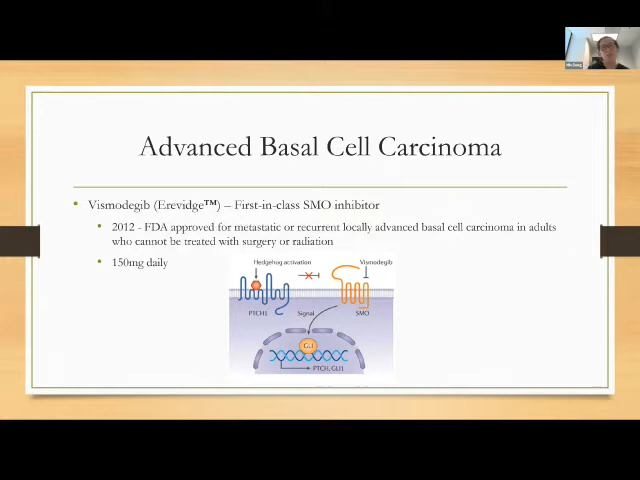 Advanced Basal Cell Carcinoma
Vismodegib (Erevidge™) – First-in-class SMO inhibitor
2012 - FDA approved for metastatic or recurrent locally advanced basal cell carcinoma in adults
who cannot be treated with surgery or radiation
150mg daily
Hedgehog activation
Vismodegib
PTCH1
Signal
SMO
GLI
PTCH, GLI1